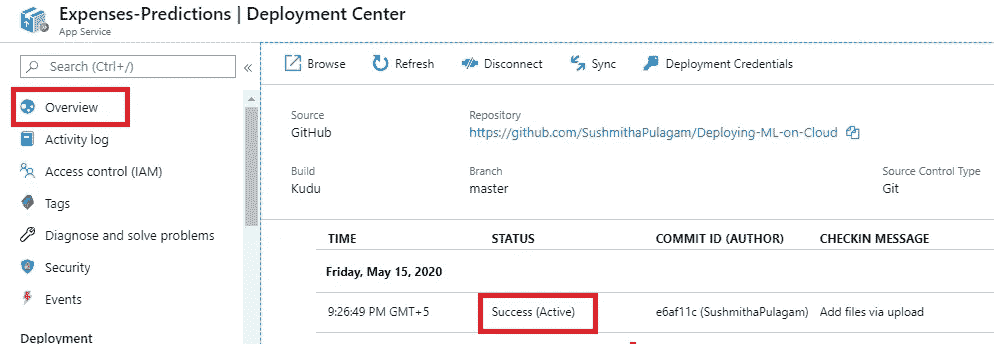 Expenses-Predictions | Deployment Center
App Service
Search (Ctrl+/)
«
Overview
Activity log
Access control (IAM)
Tags
Diagnose and solve problems
Security
Events
Deployment
Browse
Refresh
Disconnect
Sync
Deployment Credentials
Source
Repository
GitHub
https://github.com/SushmithaPulagam/Deploying-ML-on-Cloud
Build
Branch
Source Control Type
Kudu
master
Git
TIME STATUS COMMIT ID (AUTHOR) CHECKIN MESSAGE
Friday, May 15, 2020
9:26:49 PM GMT+5 Success (Active) e6af11c (SushmithaPulagam) Add files via upload